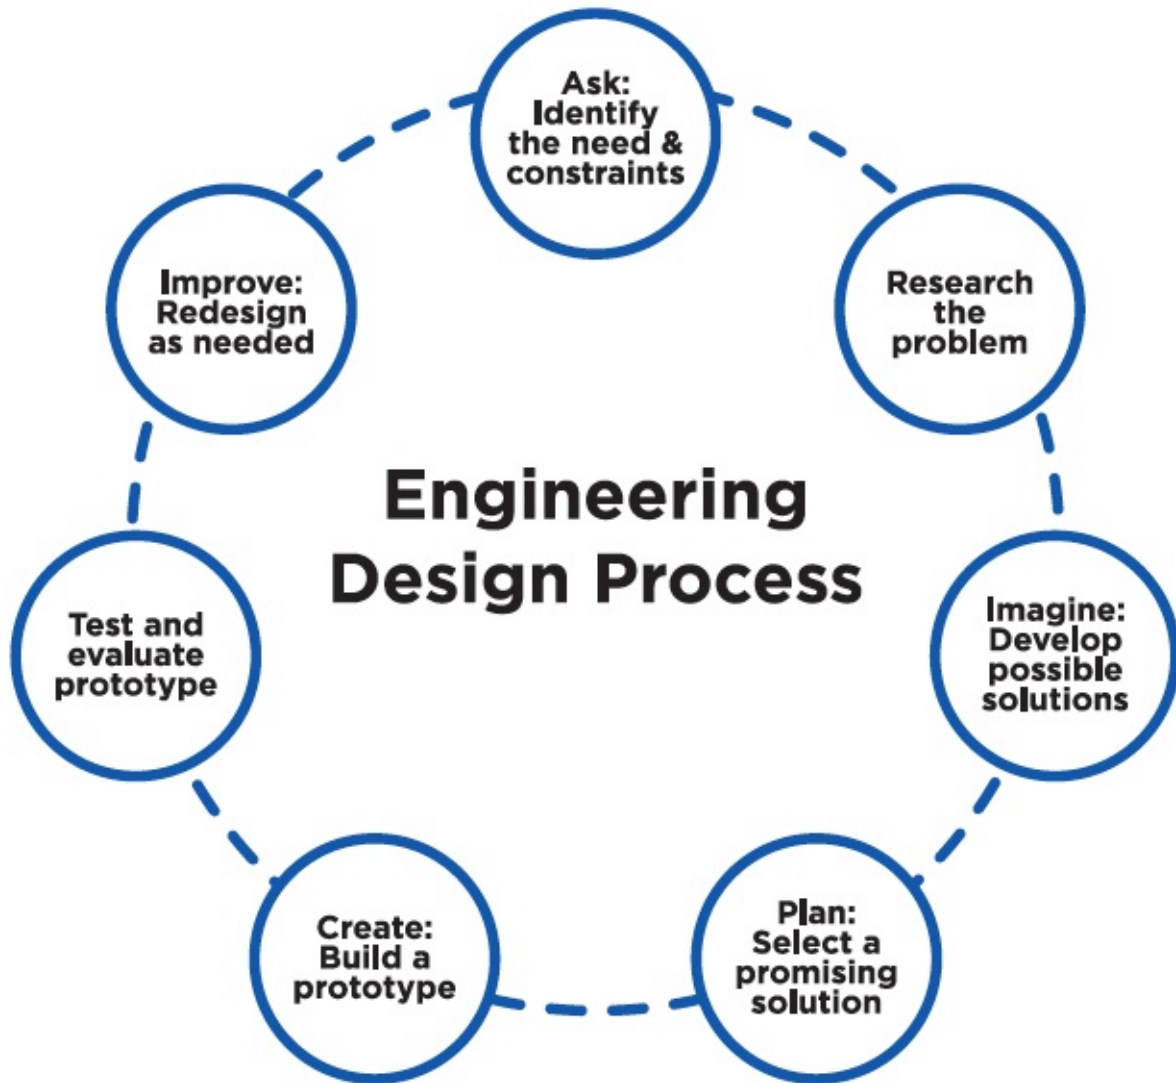 Ask:
Identify
the need &
constraints
Research
the
problem
Imagine:
Develop
possible
solutions
Plan:
Select a
promising
solution
Create:
Build a
prototype
Test and
evaluate
prototype
Improve:
Redesign
as needed
Engineering
Design Process